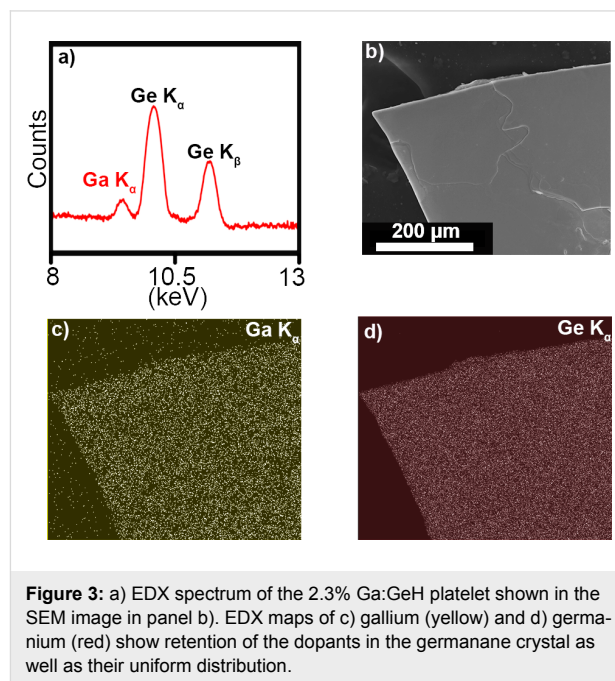 a)
Ge Kα
Ge Kβ
Ga Kα
Counts
8
10.5
13
(keV)
b)
200 µm
c)
Ga Kα
d)
Ge Kα
Figure 3: a) EDX spectrum of the 2.3% Ga:GeH platelet shown in the
SEM image in panel b). EDX maps of c) gallium (yellow) and d) germa-
nium (red) show retention of the dopants in the germanane crystal as
well as their uniform distribution.